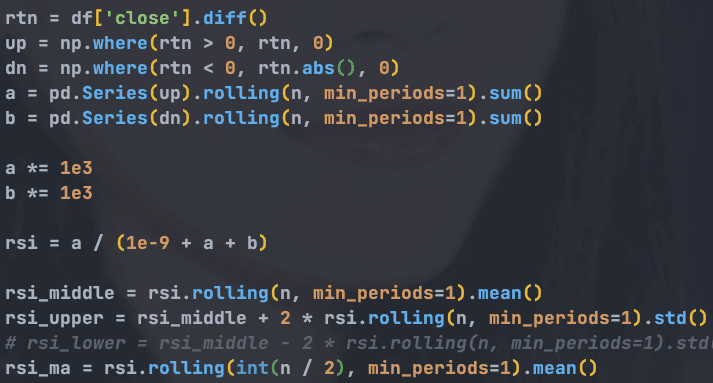 rtn = df['close'].diff()
up = np.where(rtn > 0, rtn, 0)
dn = np.where(rtn < 0, rtn.abs(), 0)
a = pd.Series(up).rolling(n, min_periods=1).sum()
b = pd.Series(dn).rolling(n, min_periods=1).sum()
a *= 1e3
b *= 1e3
rsi = a / (1e-9 + a + b)
rsi_middle = rsi.rolling(n, min_periods=1).mean()
rsi_upper = rsi_middle + 2 * rsi.rolling(n, min_periods=1).std()
# rsi_lower = rsi_middle - 2 * rsi.rolling(n, min_periods=1).std(
rsi_ma = rsi.rolling(int(n / 2), min_periods=1).mean()